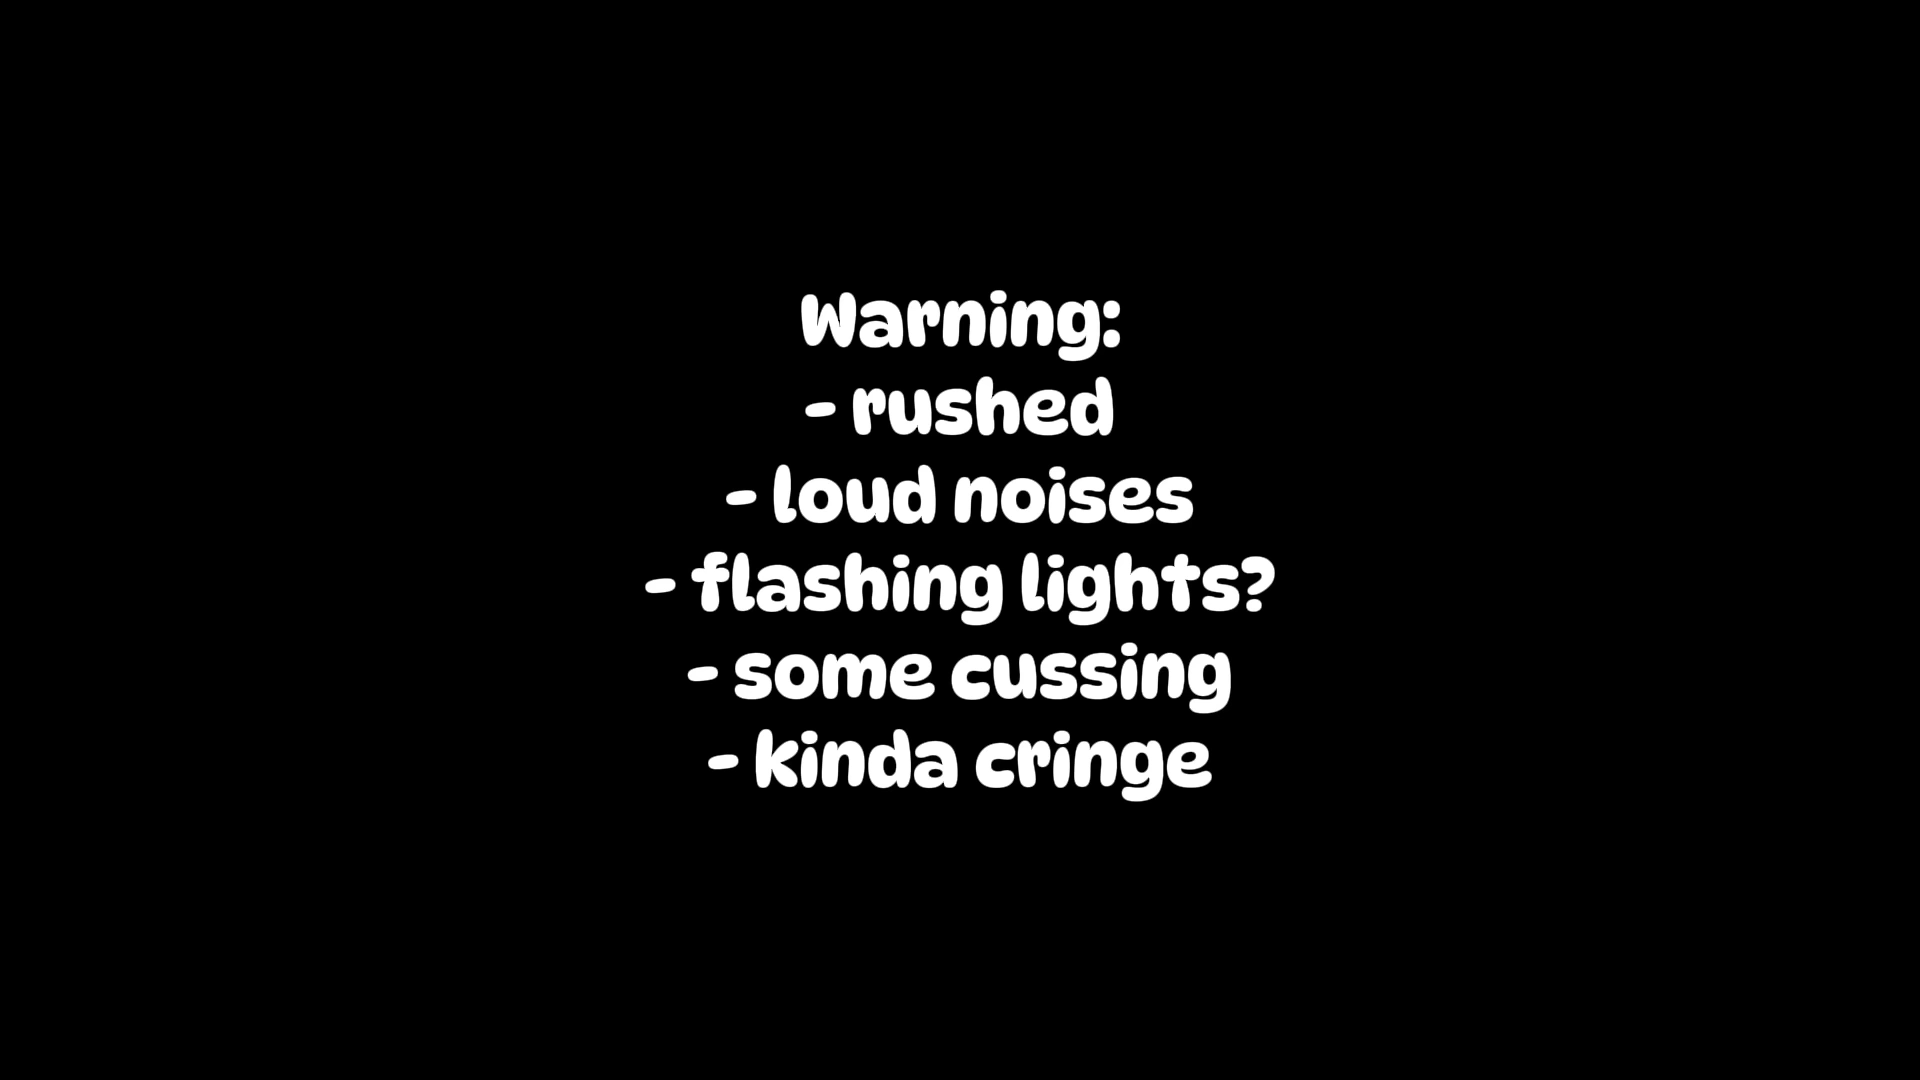 Warning:
- rushed
- loud noises
- flashing lights?
- some cussing
- kinda cringe